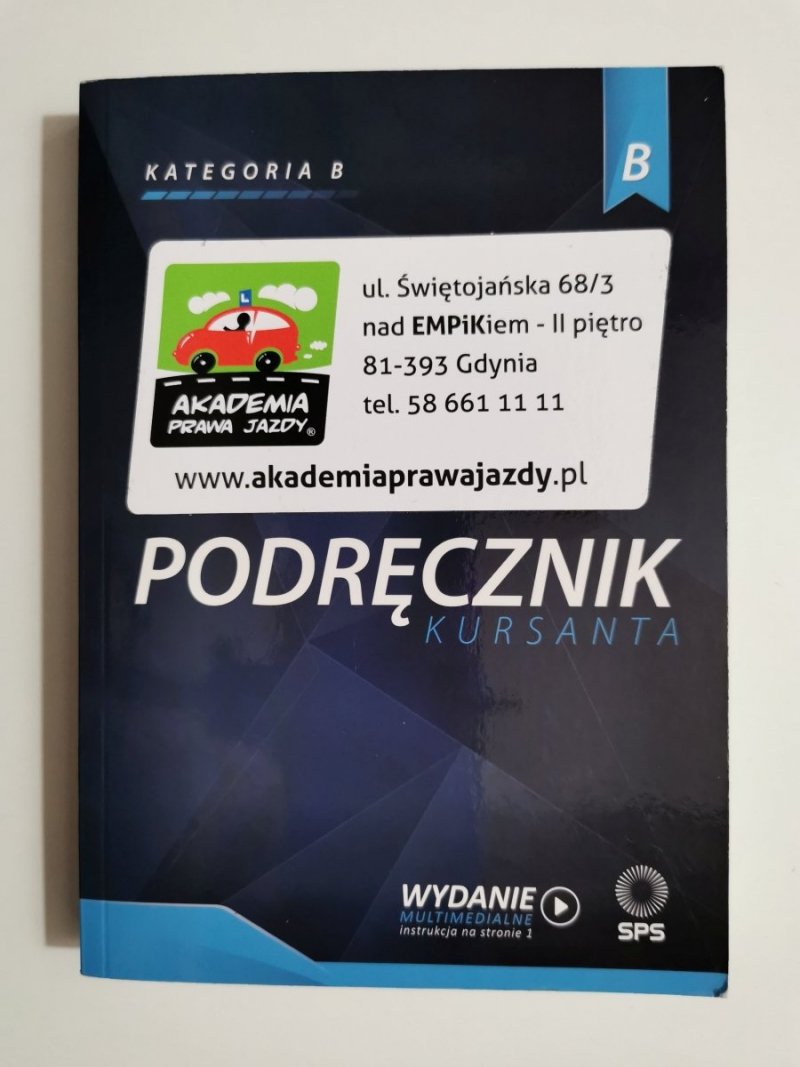 KATEGORIA B
B
L
AKADEMIA
PRAWA JAZDY®
ul. Świętojańska 68/3
nad EMPiKiem - II piętro
81-393 Gdynia
tel. 58 661 11 11
www.akademiaprawajazdy.pl
PODRĘCZNIK
KURSANTA
WYDANIE
MULTIMEDIALNE
instrukcja na stronie 1
SPS